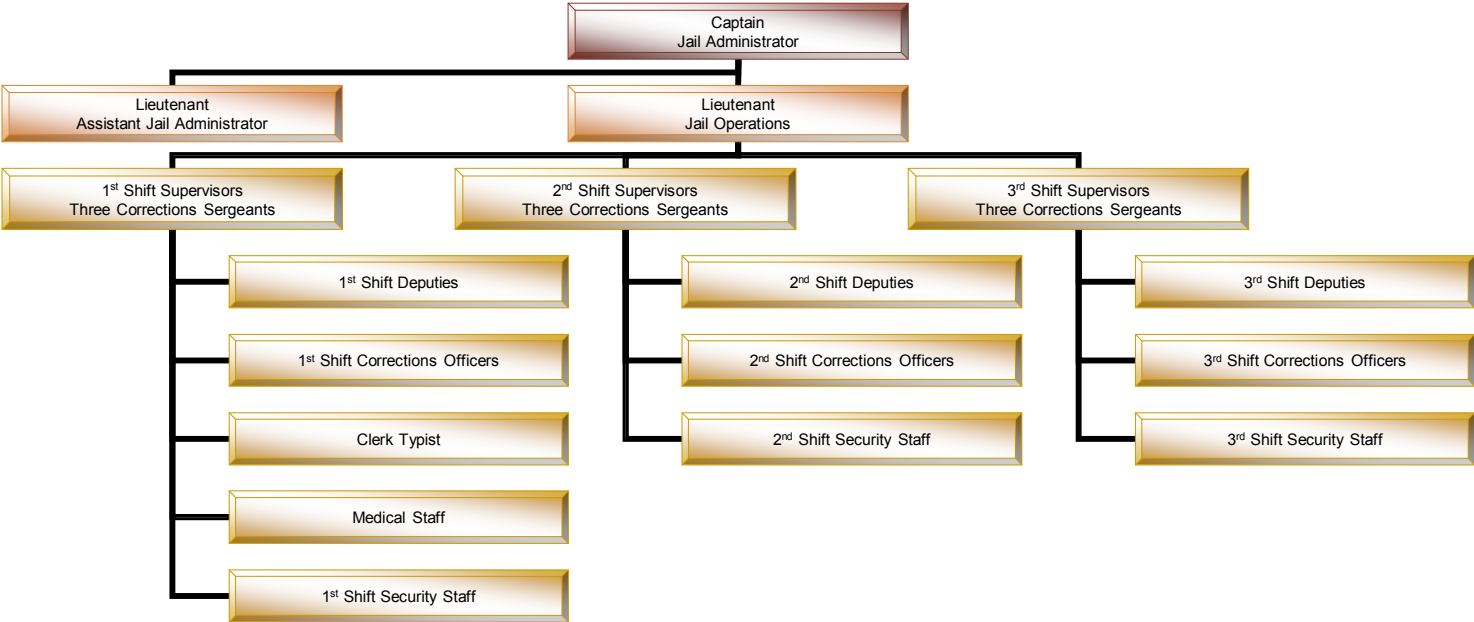 Captain
Jail Administrator
Lieutenant
Assistant Jail Administrator
Lieutenant
Jail Operations
1st Shift Supervisors
Three Corrections Sergeants
2nd Shift Supervisors
Three Corrections Sergeants
3rd Shift Supervisors
Three Corrections Sergeants
1st Shift Deputies
1st Shift Corrections Officers
Clerk Typist
Medical Staff
1st Shift Security Staff
2nd Shift Deputies
2nd Shift Corrections Officers
2nd Shift Security Staff
3rd Shift Deputies
3rd Shift Corrections Officers
3rd Shift Security Staff